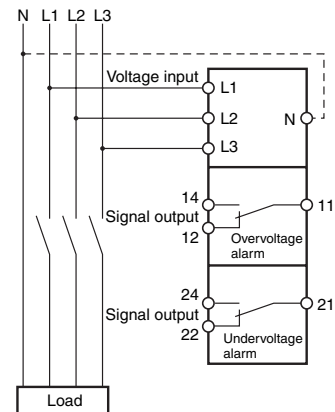 N L1 L2 L3
Voltage input
L1
L2
N
L3
14
11
Signal output
12
Overvoltage
alarm
24
21
Signal output
22
Undervoltage
alarm
Load